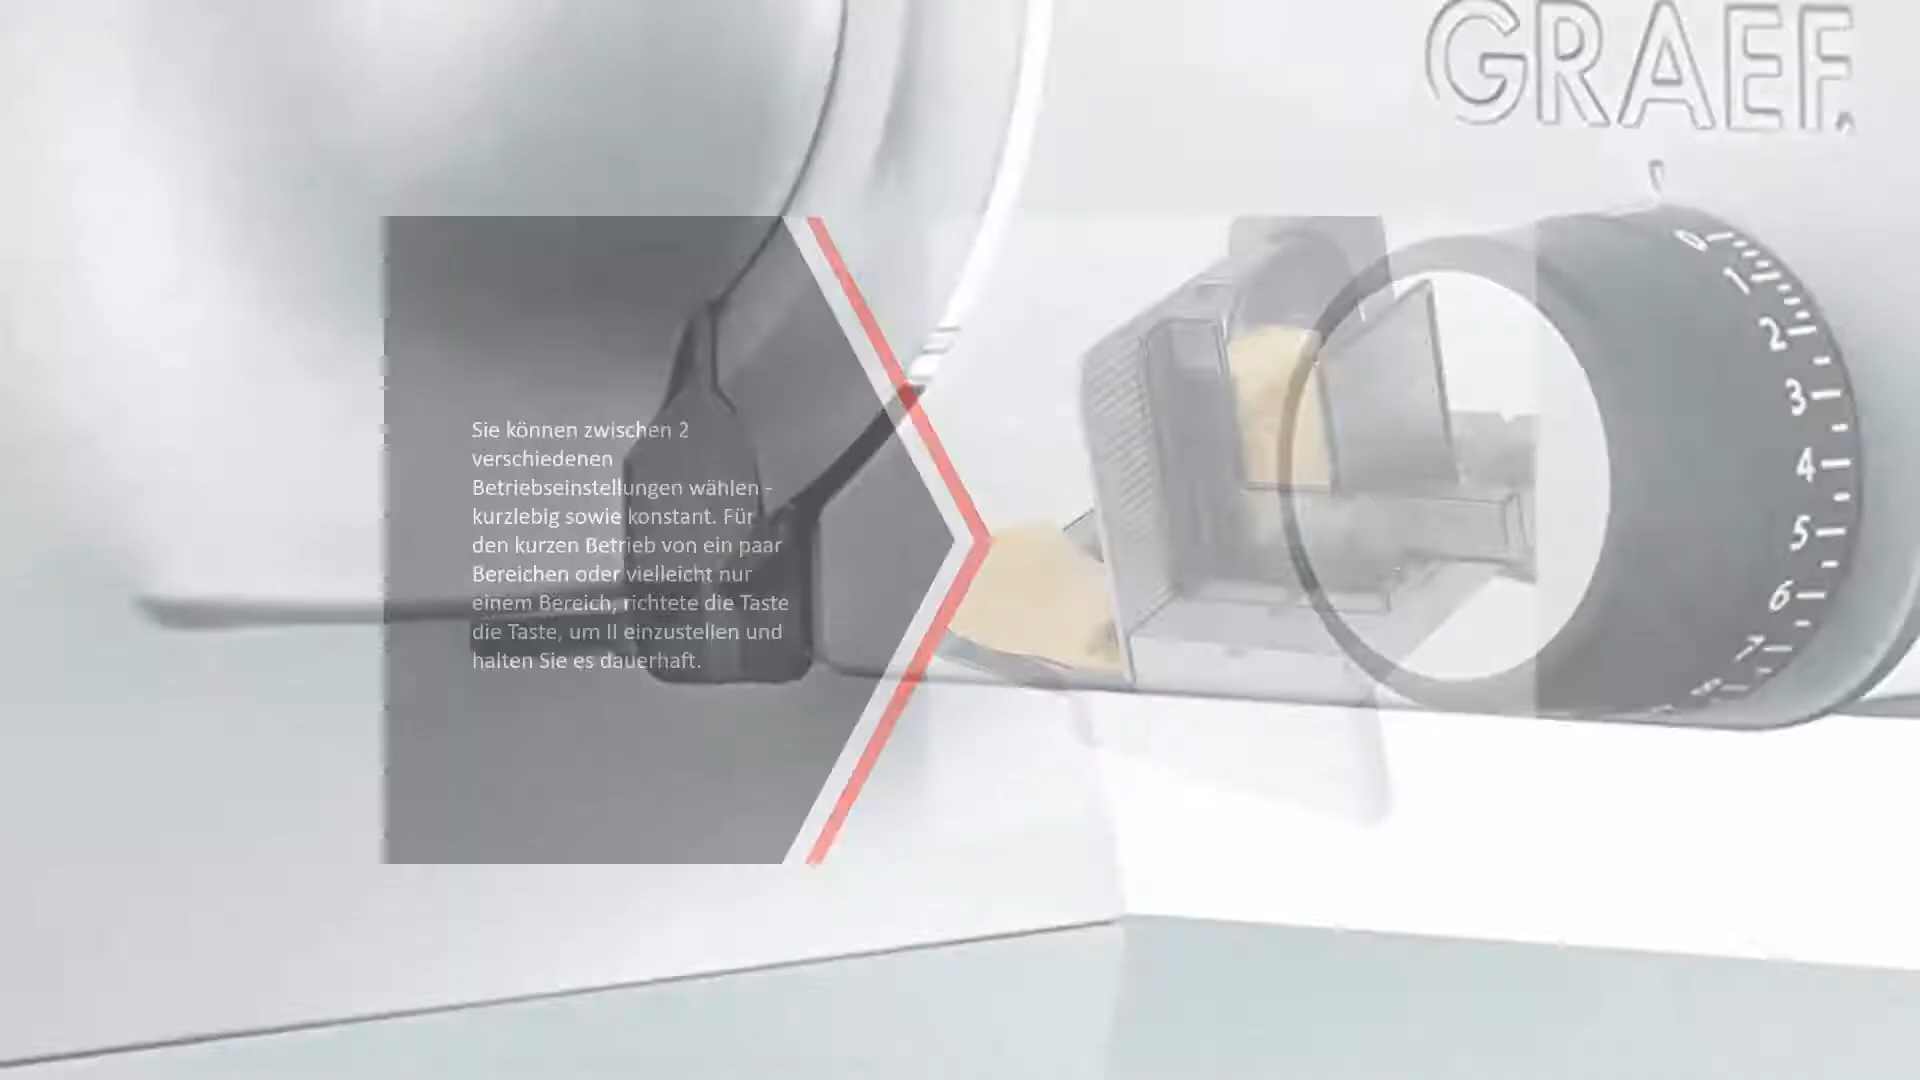 GRAEF.
0
1
2
3
4
5
6
7
Sie können zwischen 2
verschiedenen
Betriebseinstellungen wählen -
kurzlebig sowie konstant. Für
den kurzen Betrieb von ein paar
Bereichen oder vielleicht nur
einem Bereich, richtete die Taste
die Taste, um II einzustellen und
halten Sie es dauerhaft.